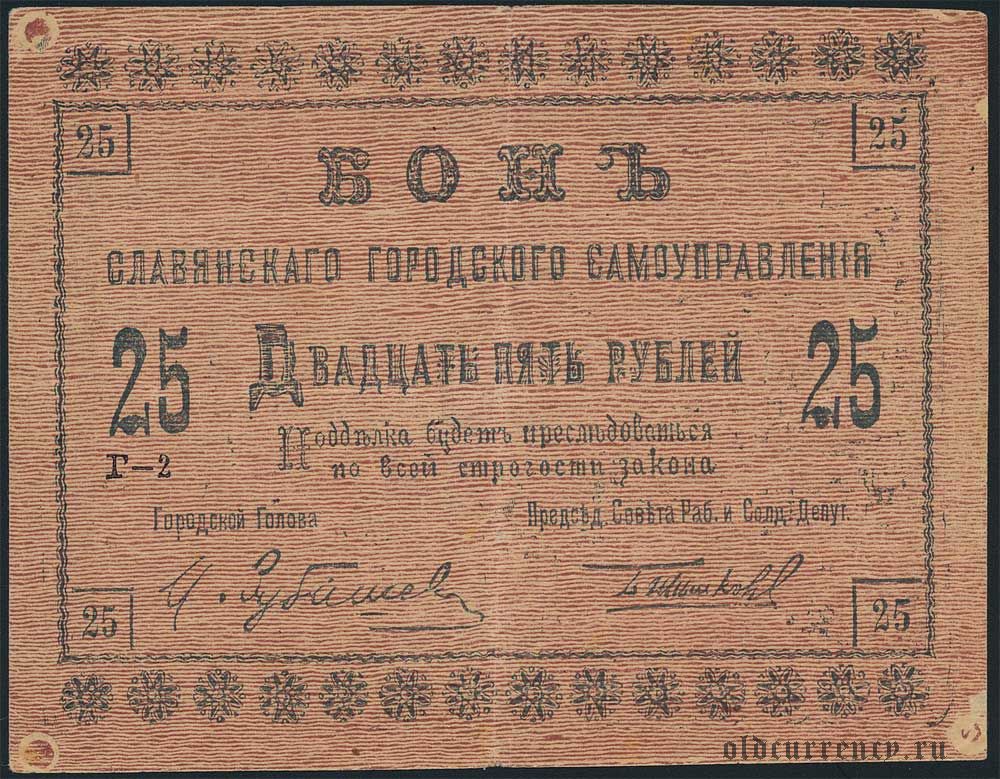 25 25
БОНЪ
СЛАВЯНСКАГО ГОРОДСКОГО САМОУПРАВЛЕНІЯ
25 ДВАДЦАТЬ ПЯТЬ РУБЛЕЙ 25
Поддѣлка будетъ преслѣдоваться
Г-2 по всей строгости закона
Городской Голова Предсѣд. Совѣта Раб. и Солд. Депут.
25 25
oldcurrency.ru